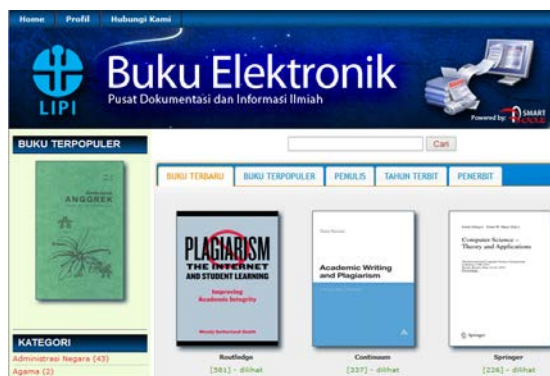 Home Profil Hubungi Kami
LIPI
Buku Elektronik
Pusat Dokumentasi dan Informasi Ilmiah
Powered by:
SMART
BUKU TERPOPULER
Cari
ANGGREK
BUKU TERBARU BUKU TERPOPULER PENULIS TAHUN TERBIT PENERBIT
PLAGIARISM
THE INTERNET
AND STUDENT LEARNING
Improving
Academic Integrity
Academic Writing
and Plagiarism
Computer Science –
Theory and Applications
Springer
KATEGORI
Administrasi Negara (43)
Agama (2)
Routledge
[581] - dilihat
Continuum
[337] - dilihat
Springer
[226] - dilihat